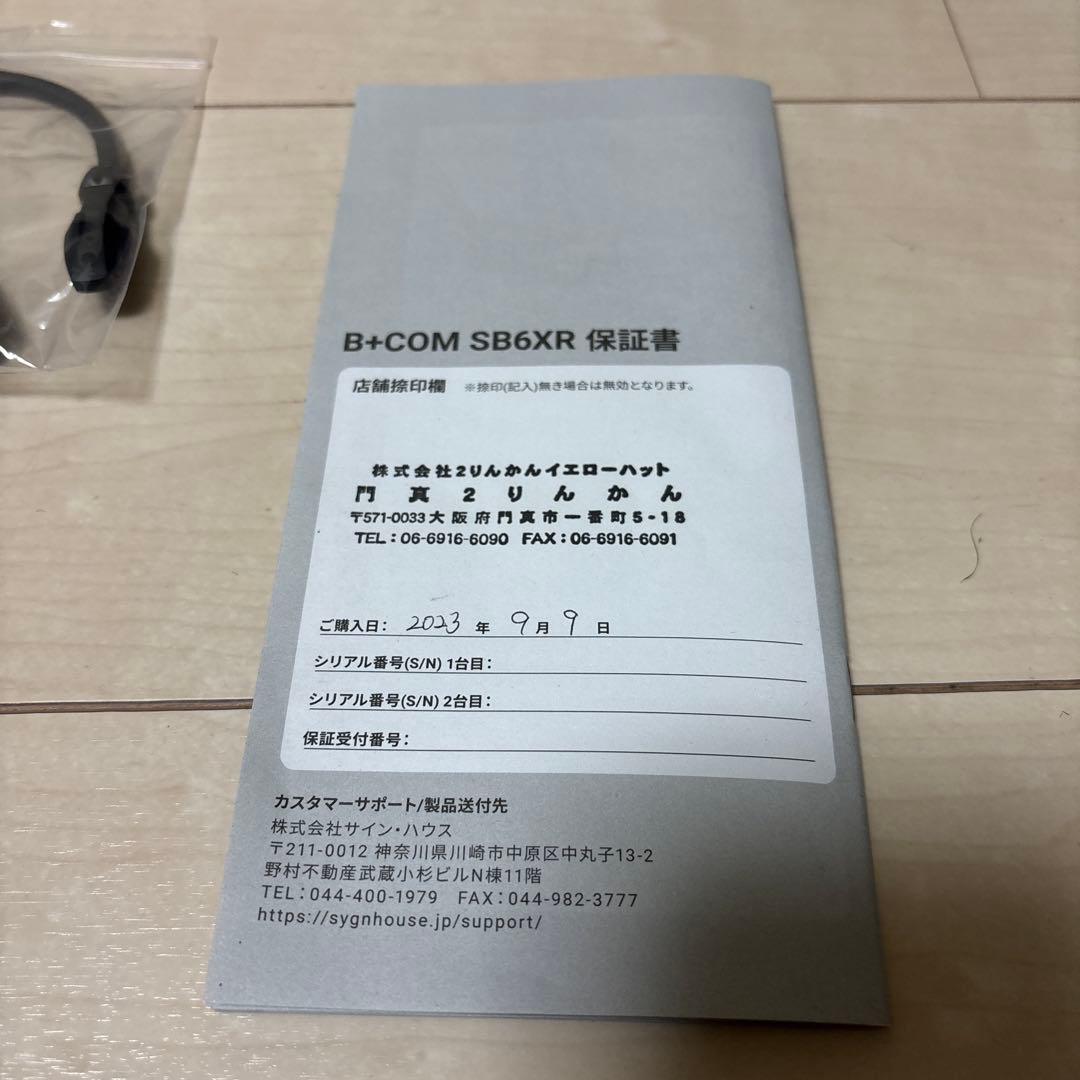 B+COM SB6XR 保証書
店舗捺印欄 ※捺印(記入)無き場合は無効となります。
株式会社2りんかんイエローハット
門真2りんかん
〒571-0033大阪府門真市一番町5-18
TEL:06-6916-6090 FAX:06-6916-6091
ご購入日: 2023 年 9 月 9 日
シリアル番号(S/N) 1台目:
シリアル番号(S/N) 2台目:
保証受付番号:
カスタマーサポート/製品送付先
株式会社サイン・ハウス
〒211-0012 神奈川県川崎市中原区中丸子13-2
野村不動産武蔵小杉ビルN棟11階
TEL:044-400-1979 FAX:044-982-3777
https://sygnhouse.jp/support/